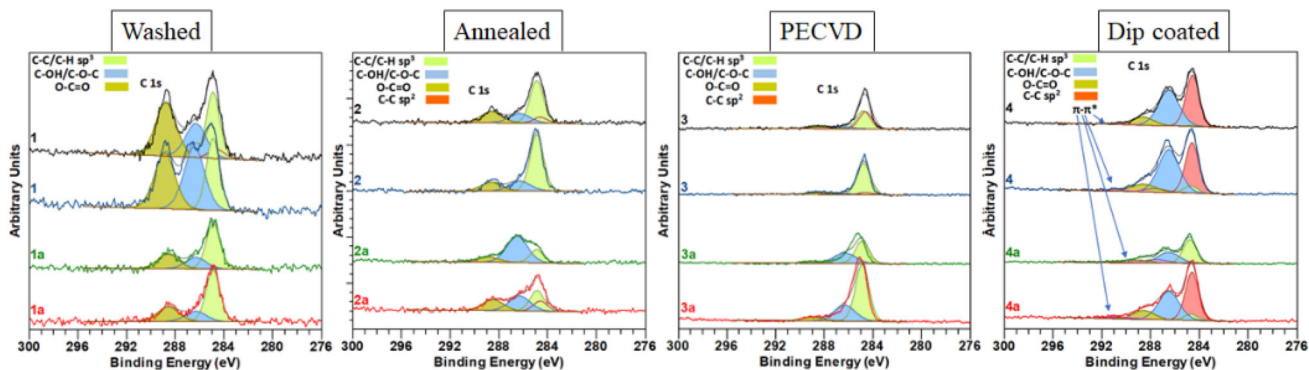 Washed
Arbitrary Units
C-C/C-H sp³
C-OH/C-O-C
O-C=O
C 1s
1
1
1a
1a
300 296 292 288 284 280 276
Binding Energy (eV)
Annealed
Arbitrary Units
C-C/C-H sp³
C-OH/C-O-C
O-C=O
C-C sp²
C 1s
2
2
2a
2a
300 296 292 288 284 280 276
Binding Energy (eV)
PECVD
Arbitrary Units
C-C/C-H sp³
C-OH/C-O-C
O-C=O
C-C sp²
C 1s
3
3
3a
3a
300 296 292 288 284 280 276
Binding Energy (eV)
Dip coated
Arbitrary Units
C-C/C-H sp³
C-OH/C-O-C
O-C=O
C-C sp²
π-π*
C 1s
4
4
4a
4a
300 296 292 288 284 280 276
Binding Energy (eV)